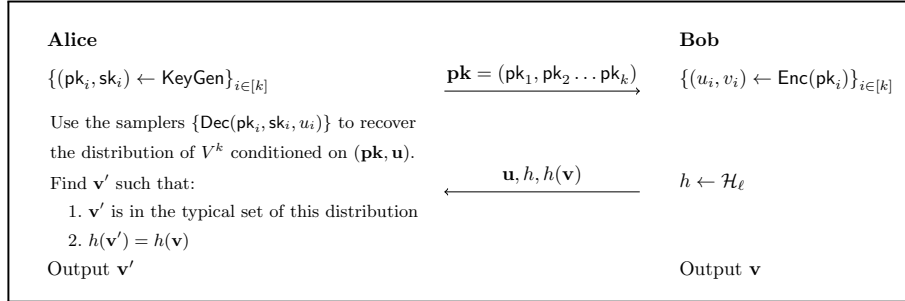 Alice Bob
{(pk_i, sk_i) ← KeyGen}_{i∈[k]} pk = (pk_1, pk_2 … pk_k) {(u_i, v_i) ← Enc(pk_i)}_{i∈[k]}
Use the samplers {Dec(pk_i, sk_i, u_i)} to recover
the distribution of V^k conditioned on (pk, u).
Find v′ such that: u, h, h(v) h ← H_ℓ
1. v′ is in the typical set of this distribution
2. h(v′) = h(v)
Output v′ Output v